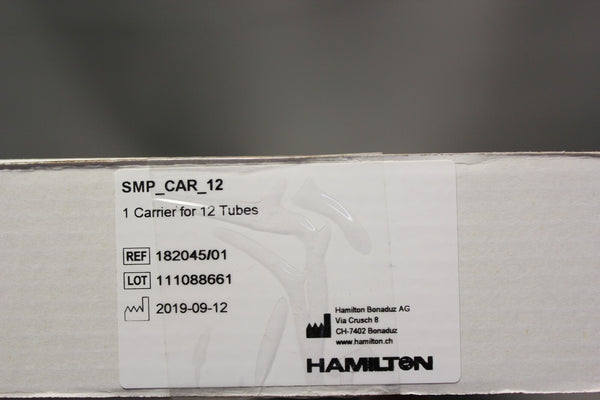 SMP_CAR_12
1 Carrier for 12 Tubes
REF 182045/01
LOT 111088661
2019-09-12
Hamilton Bonaduz AG
Via Crusch 8
CH-7402 Bonaduz
www.hamilton.ch
HAMILTON